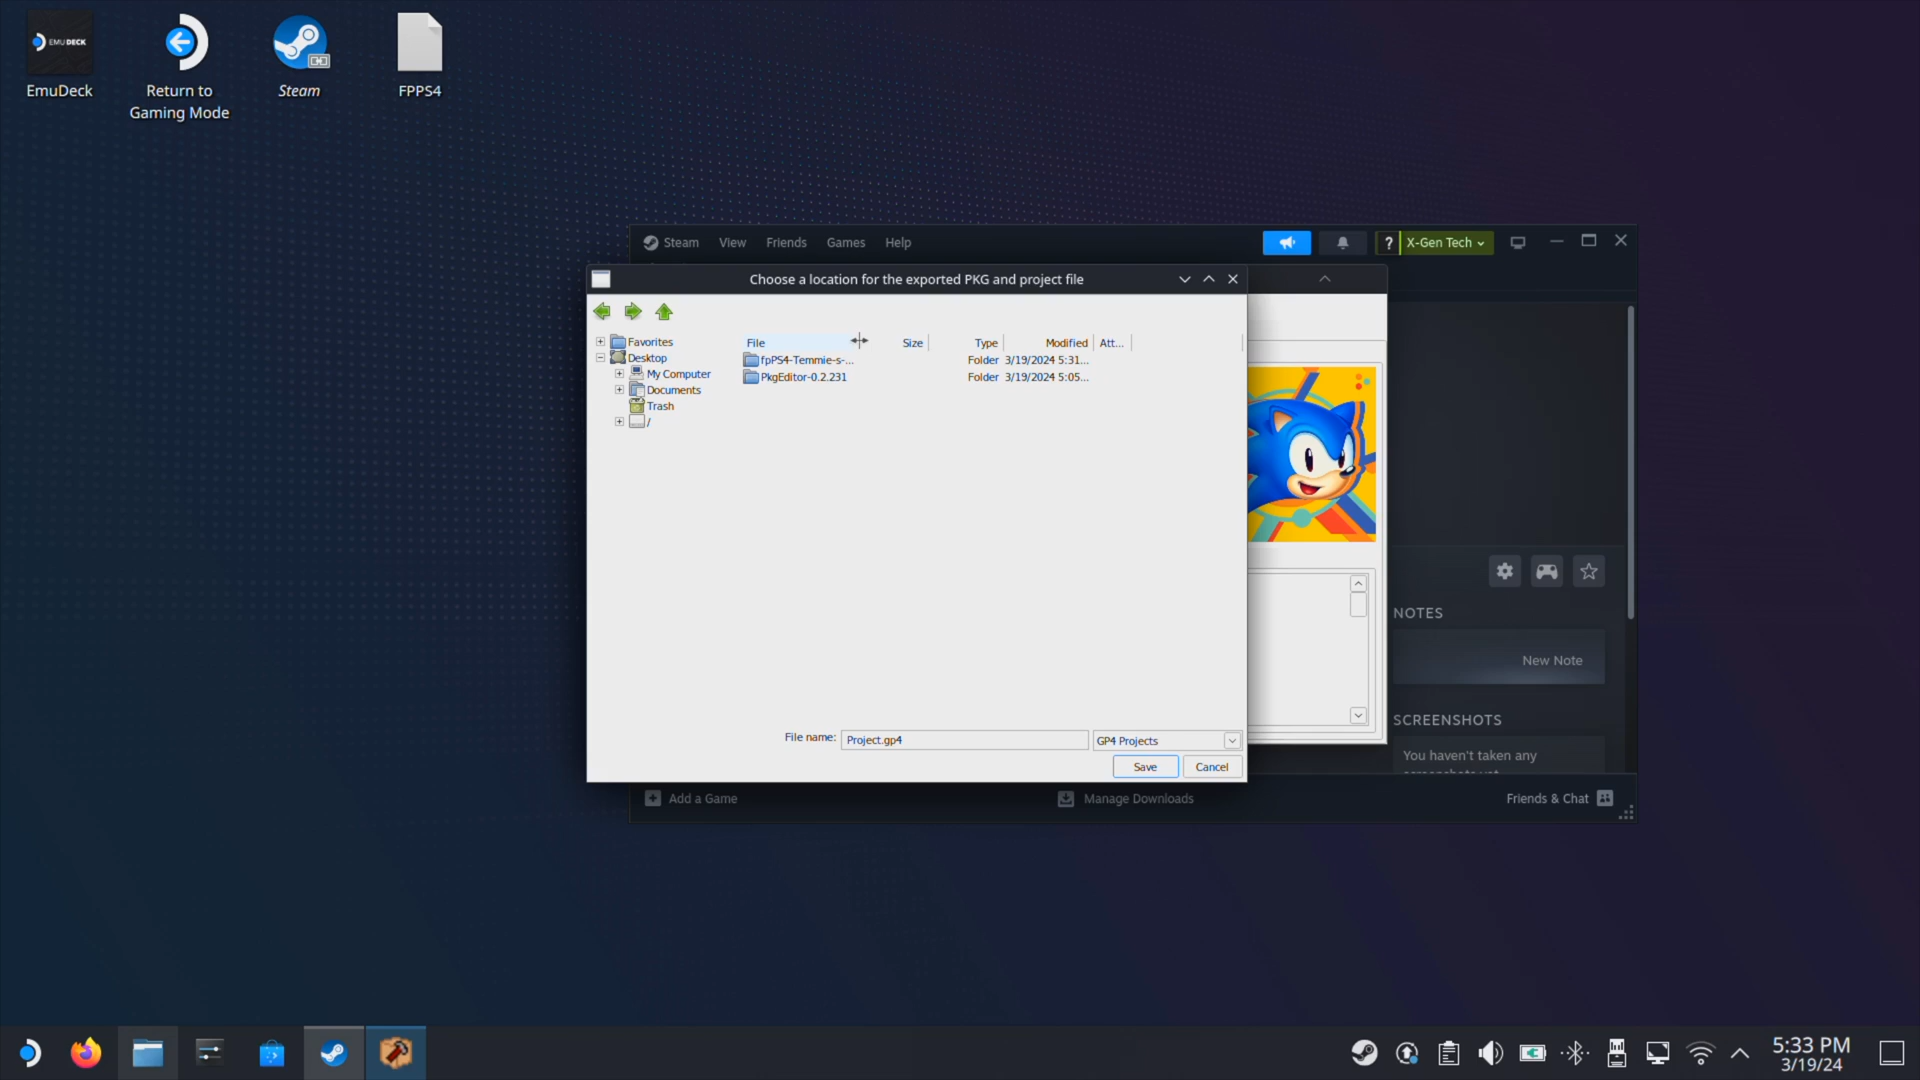 EMUDECK
EmuDeck
Return to
Gaming Mode
Steam
FPPS4
Steam
View
Friends
Games
Help
?
X-Gen Tech
Choose a location for the exported PKG and project file
Favorites
Desktop
My Computer
Documents
Trash
/
File
Size
Type
Modified
Att...
fpPS4-Temmie-s-...
Folder
3/19/2024 5:31...
PkgEditor-0.2.231
Folder
3/19/2024 5:05...
NOTES
New Note
SCREENSHOTS
You haven't taken any
screenshots yet
File name:
Project.gp4
GP4 Projects
Save
Cancel
Add a Game
Manage Downloads
Friends & Chat
5:33 PM
3/19/24